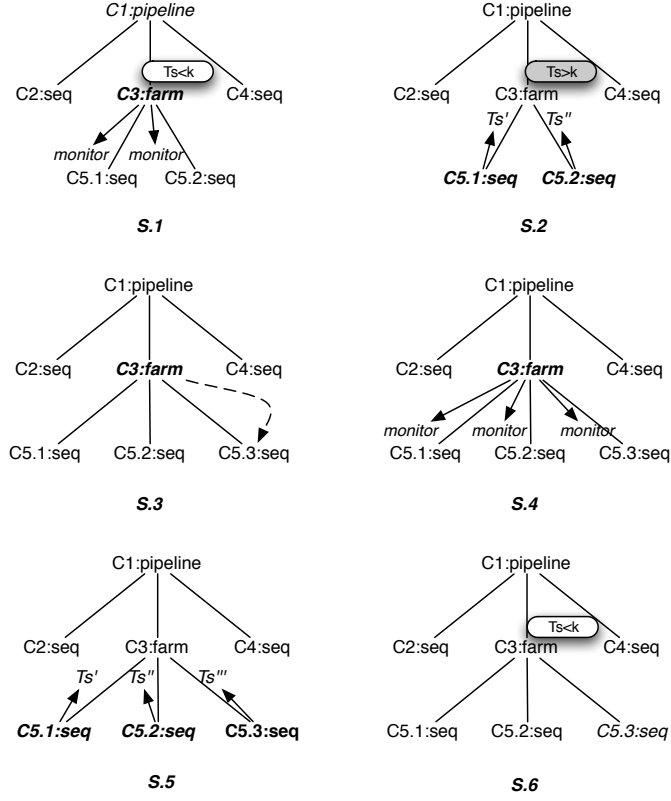 C1:pipeline
Ts<k
C2:seq C3:farm C4:seq
monitor monitor
C5.1:seq C5.2:seq
S.1
C1:pipeline
Ts>k
C2:seq C3:farm C4:seq
Ts' Ts''
C5.1:seq C5.2:seq
S.2
C1:pipeline
C2:seq C3:farm C4:seq
C5.1:seq C5.2:seq C5.3:seq
S.3
C1:pipeline
C2:seq C3:farm C4:seq
monitor monitor monitor
C5.1:seq C5.2:seq C5.3:seq
S.4
C1:pipeline
C2:seq C3:farm C4:seq
Ts' Ts'' Ts'''
C5.1:seq C5.2:seq C5.3:seq
S.5
C1:pipeline
Ts<k
C2:seq C3:farm C4:seq
C5.1:seq C5.2:seq C5.3:seq
S.6